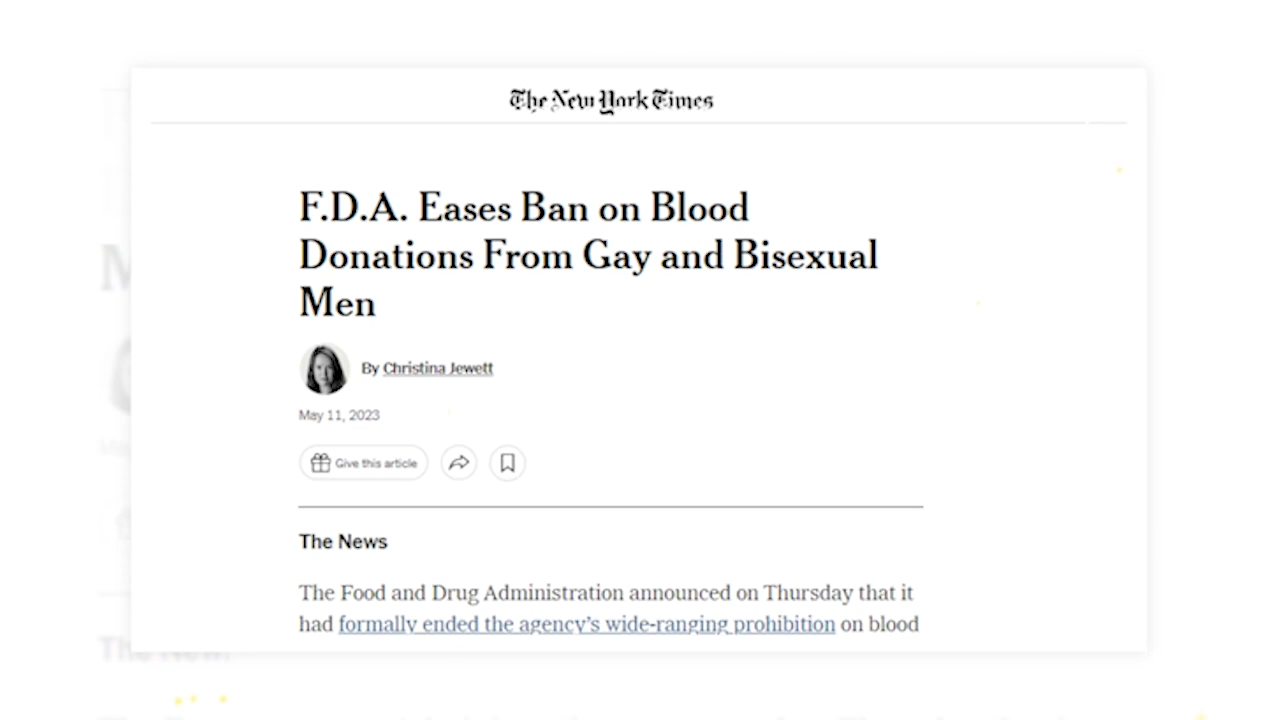 The New York Times
F.D.A. Eases Ban on Blood
Donations From Gay and Bisexual
Men
By Christina Jewett
May 11, 2023
Give this article
The News
The Food and Drug Administration announced on Thursday that it
had formally ended the agency's wide-ranging prohibition on blood